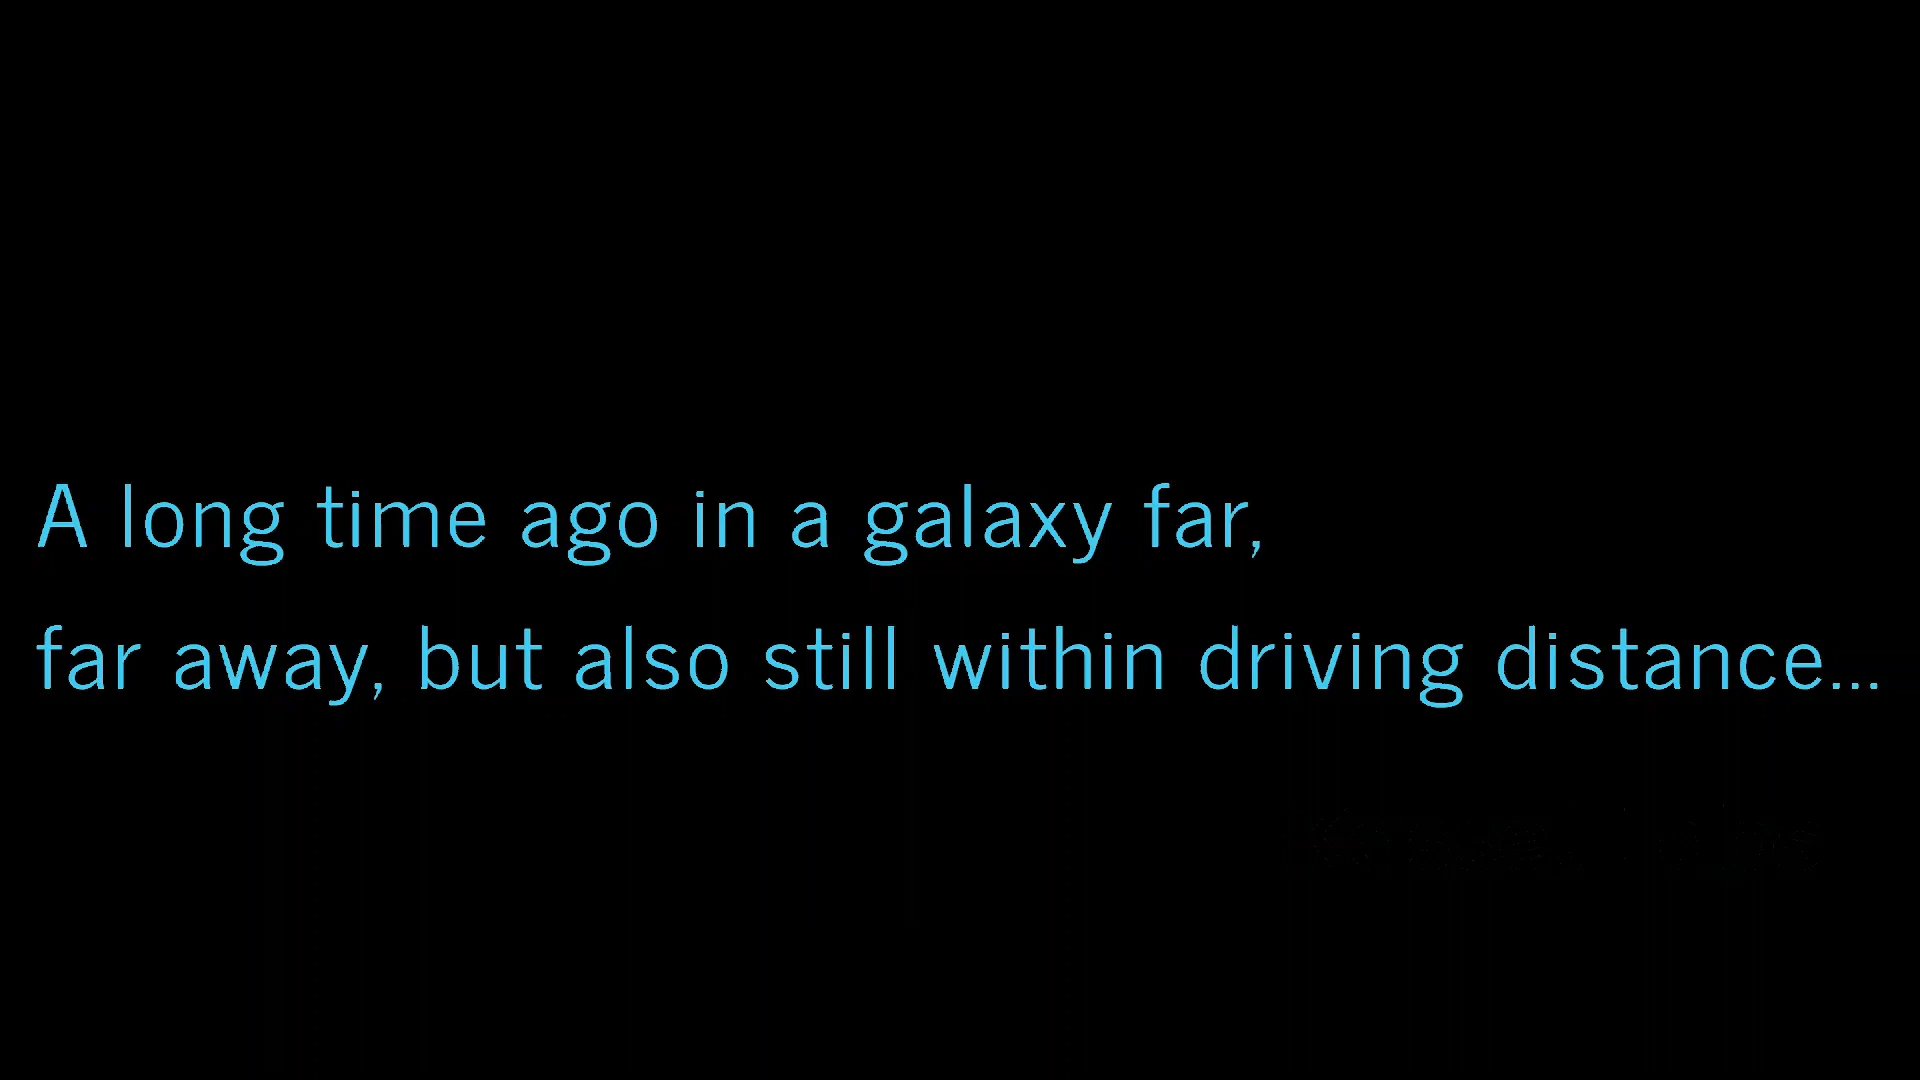 A long time ago in a galaxy far,
far away, but also still within driving distance...